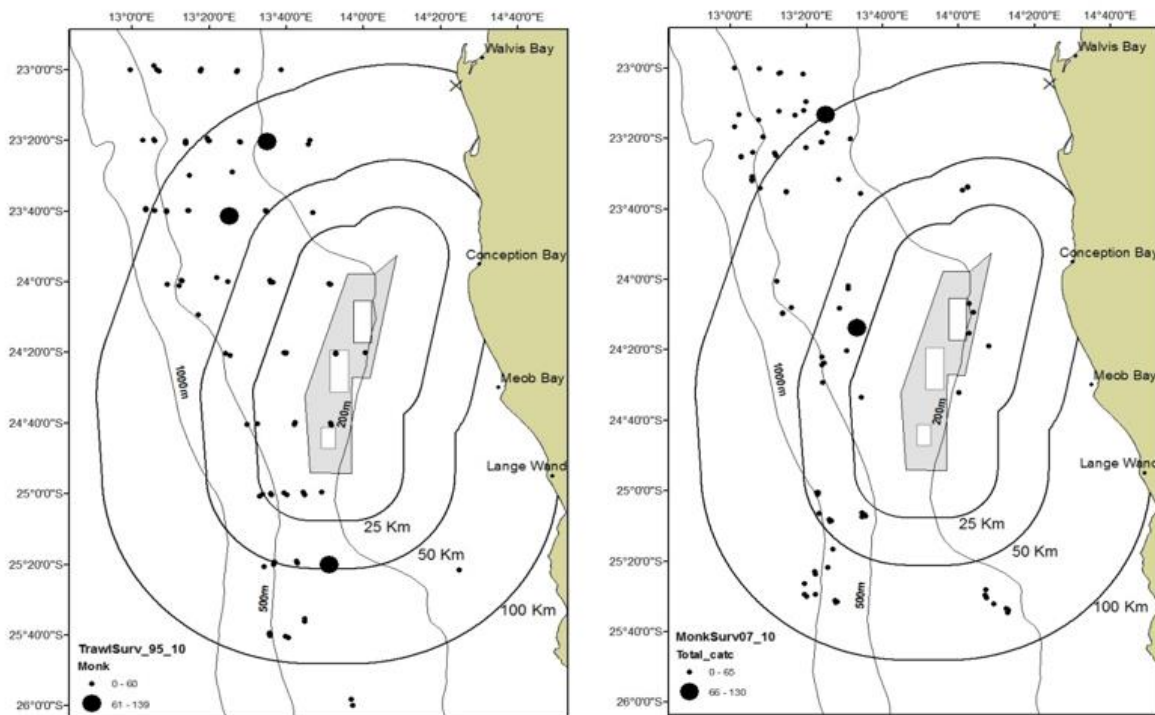 13°0'0"E 13°20'0"E 13°40'0"E 14°0'0"E 14°20'0"E 14°40'0"E
Walvis Bay
23°0'0"S
23°20'0"S
23°40'0"S
Conception Bay
24°0'0"S
24°20'0"S
1000m
Meob Bay
200m
24°40'0"S
Lange Wand
25°0'0"S
25 Km
50 Km
25°20'0"S
500m
100 Km
25°40'0"S
TrawlSurv_95_10
Monk
0 - 60
61 - 139
26°0'0"S
13°0'0"E 13°20'0"E 13°40'0"E 14°0'0"E 14°20'0"E 14°40'0"E
Walvis Bay
23°0'0"S
23°20'0"S
23°40'0"S
Conception Bay
24°0'0"S
24°20'0"S
1000m
Meob Bay
200m
24°40'0"S
Lange Wand
25°0'0"S
25 Km
50 Km
25°20'0"S
500m
100 Km
25°40'0"S
MonkSurv07_10
Total_catc
0 - 65
66 - 130
26°0'0"S